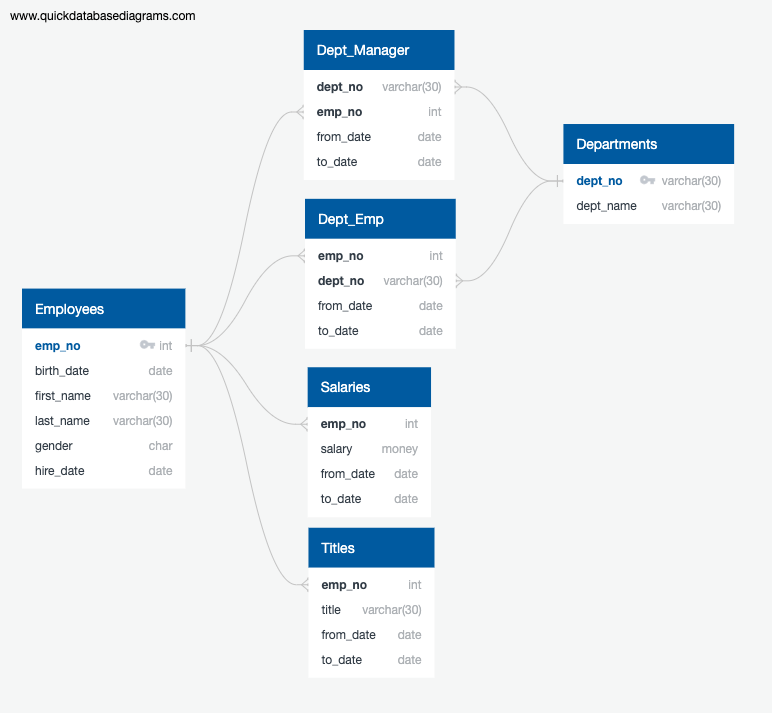 www.quickdatabasediagrams.com
Dept_Manager
dept_no varchar(30)
emp_no int
from_date date
to_date date
Departments
dept_no varchar(30)
dept_name varchar(30)
Dept_Emp
emp_no int
dept_no varchar(30)
from_date date
to_date date
Employees
emp_no int
birth_date date
first_name varchar(30)
last_name varchar(30)
gender char
hire_date date
Salaries
emp_no int
salary money
from_date date
to_date date
Titles
emp_no int
title varchar(30)
from_date date
to_date date